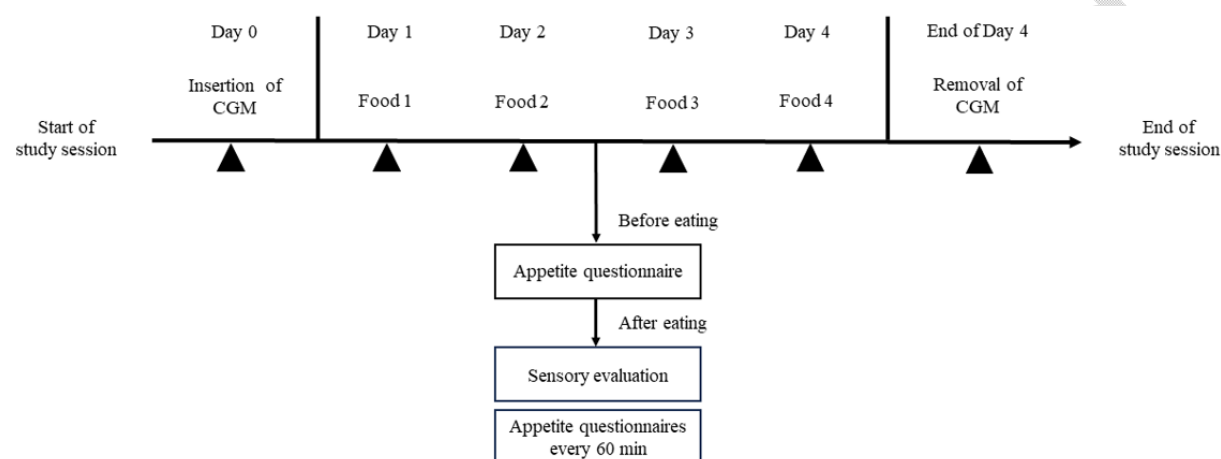 Day 0
Day 1
Day 2
Day 3
Day 4
End of Day 4
Insertion of
CGM
Food 1
Food 2
Food 3
Food 4
Removal of
CGM
Start of
study session
End of
study session
Before eating
Appetite questionnaire
After eating
Sensory evaluation
Appetite questionnaires
every 60 min